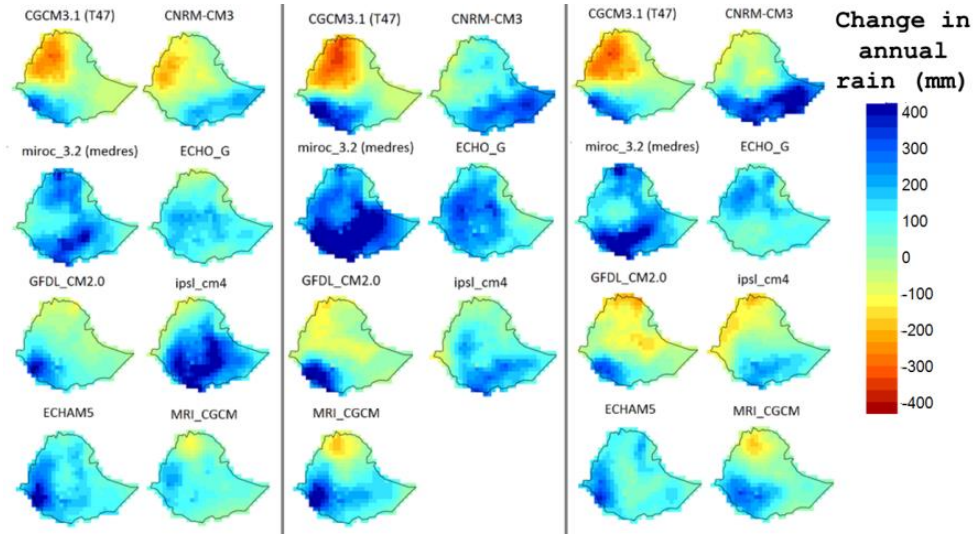 CGCM3.1 (T47)
CNRM-CM3
miroc_3.2 (medres)
ECHO_G
GFDL_CM2.0
ipsl_cm4
ECHAM5
MRI_CGCM
CGCM3.1 (T47)
CNRM-CM3
miroc_3.2 (medres)
ECHO_G
GFDL_CM2.0
ipsl_cm4
MRI_CGCM
CGCM3.1 (T47)
CNRM-CM3
miroc_3.2 (medres)
ECHO_G
GFDL_CM2.0
ipsl_cm4
ECHAM5
MRI_CGCM
Change in
annual
rain (mm)
400
300
200
100
0
-100
-200
-300
-400